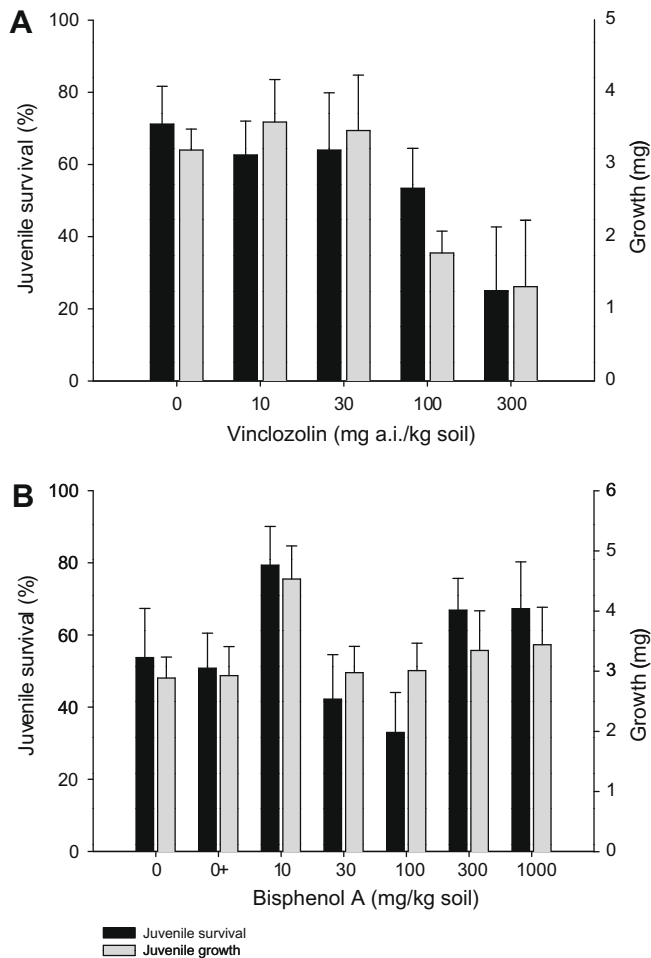 A
100
80
60
40
20
0
Juvenile survival (%)
5
4
3
2
1
0
Growth (mg)
0 10 30 100 300
Vinclozolin (mg a.i./kg soil)
B
100
80
60
40
20
0
Juvenile survival (%)
6
5
4
3
2
1
0
Growth (mg)
0 0+ 10 30 100 300 1000
Bisphenol A (mg/kg soil)
Juvenile survival
Juvenile growth